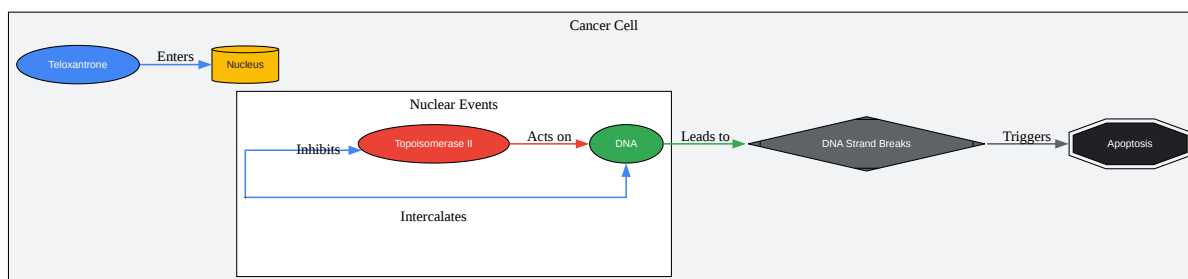 Cancer Cell
Teloxantrone
Enters
Nucleus
Nuclear Events
Inhibits
Topoisomerase II
Acts on
DNA
Leads to
DNA Strand Breaks
Triggers
Apoptosis
Intercalates